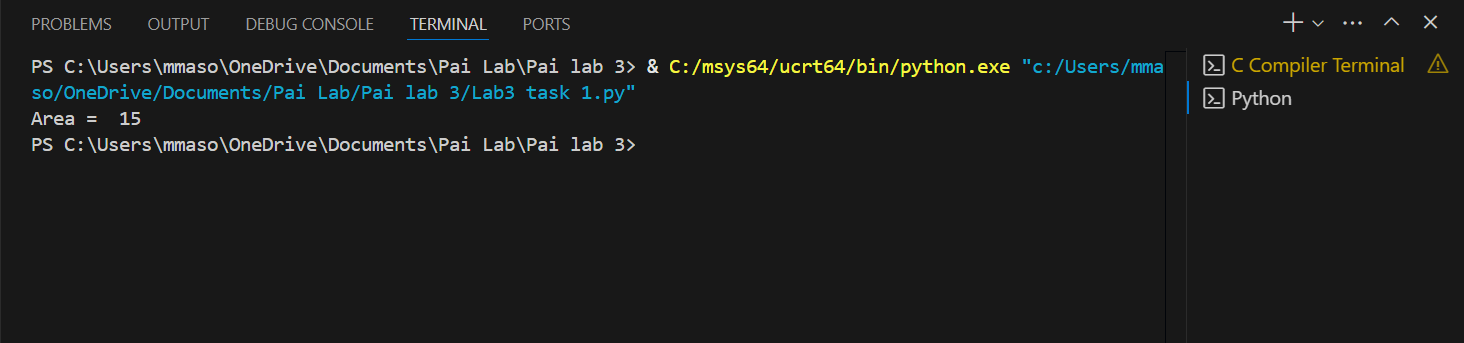 PROBLEMS OUTPUT DEBUG CONSOLE TERMINAL PORTS
PS C:\Users\mmaso\OneDrive\Documents\Pai Lab\Pai lab 3> & C:/msys64/ucrt64/bin/python.exe "c:/Users/mma
so/OneDrive/Documents/Pai Lab/Pai lab 3/Lab3 task 1.py"
Area =  15
PS C:\Users\mmaso\OneDrive\Documents\Pai Lab\Pai lab 3>
C Compiler Terminal
Python